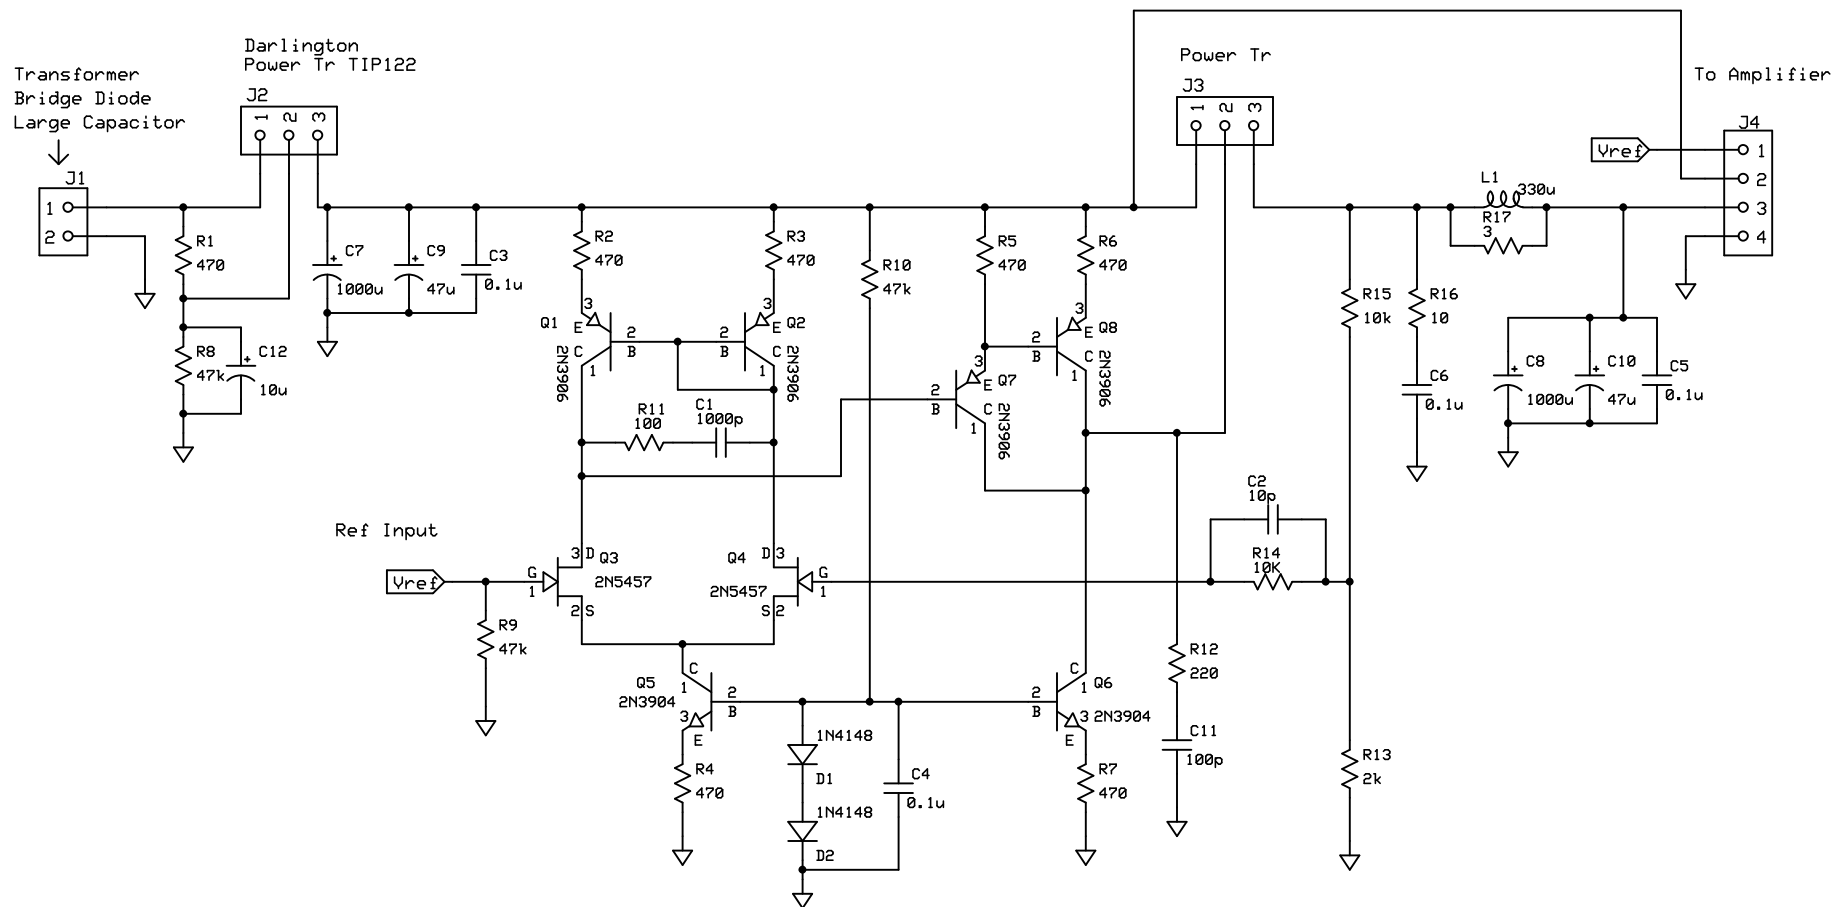 Darlington
Power Tr TIP122
Transformer
Bridge Diode
Large Capacitor
J2
1 2 3
Power Tr
J3
1 2 3
To Amplifier
J4
Vref
1
2
3
4
J1
1
2
R1
470
C7
+
1000u
C9
+
47u
C3
0.1u
R2
470
R3
470
R10
47k
R5
470
R6
470
L1
330u
R17
3
R15
10k
R16
10
R8
47k
C12
+
10u
Q1
3
E
C
1
2
B
2N3906
Q2
3
E
C
1
2
B
2N3906
Q8
3
E
C
1
2
B
2N3906
Q7
3
E
C
1
2
B
2N3906
R11
100
C1
1000p
C6
0.1u
C8
+
1000u
C10
+
47u
C5
0.1u
C2
10p
R14
10K
Ref Input
Vref
G
1
3 D
Q3
2N5457
2 S
Q4
D 3
2N5457
G
1
S 2
R9
47k
Q5
2N3904
C
1
2
B
3
E
Q6
C
1
2
B
3
2N3904
E
R12
220
C11
100p
1N4148
D1
1N4148
D2
C4
0.1u
R4
470
R7
470
R13
2k